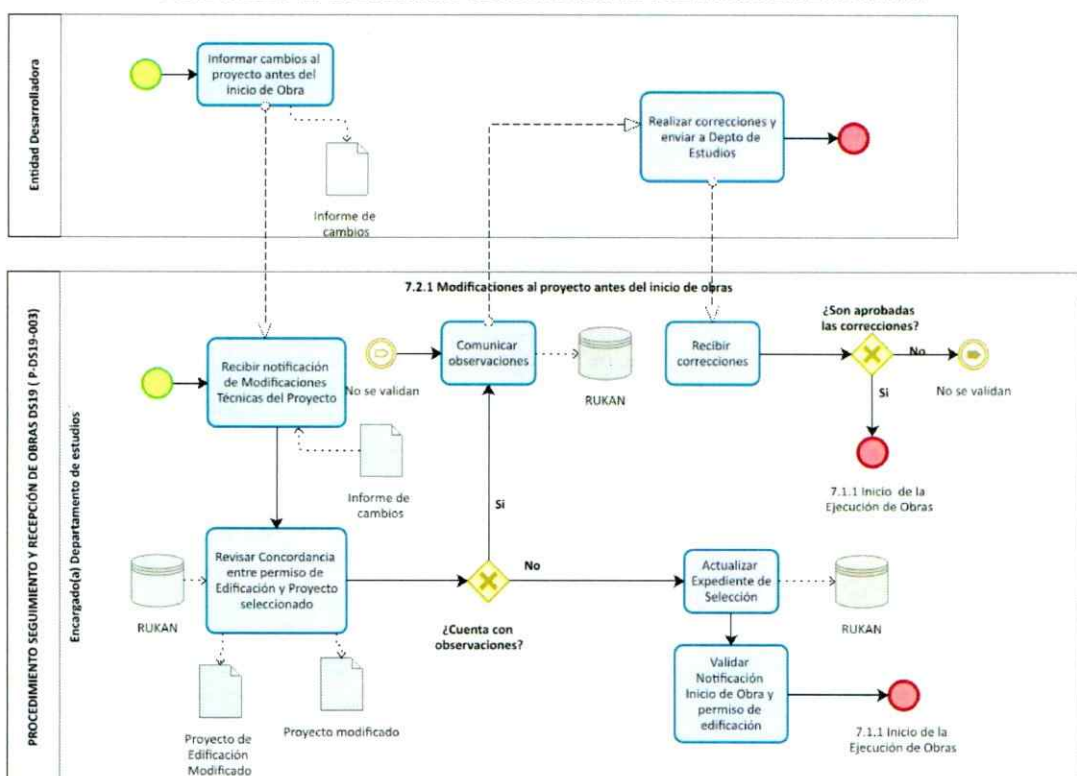 Entidad Desarrolladora
Informar cambios al
proyecto antes del
inicio de Obra
Informe de
cambios
Realizar correcciones y
enviar a Depto de
Estudios
PROCEDIMIENTO SEGUIMIENTO Y RECEPCIÓN DE OBRAS DS19 ( P-DS19-003)
Encargado(a) Departamento de estudios
7.2.1 Modificaciones al proyecto antes del inicio de obras
Recibir notificación
de Modificaciones
Técnicas del Proyecto
No se validan
Comunicar
observaciones
RUKAN
Recibir
correcciones
¿Son aprobadas
las correcciones?
No
No se validan
Si
7.1.1 Inicio de la
Ejecución de Obras
Informe de
cambios
Si
RUKAN
Revisar Concordancia
entre permiso de
Edificación y Proyecto
seleccionado
¿Cuenta con
observaciones?
No
Actualizar
Expediente de
Selección
RUKAN
Proyecto de
Edificación
Modificado
Proyecto modificado
Validar
Notificación
Inicio de Obra y
permiso de
edificación
7.1.1 Inicio de la
Ejecución de Obras